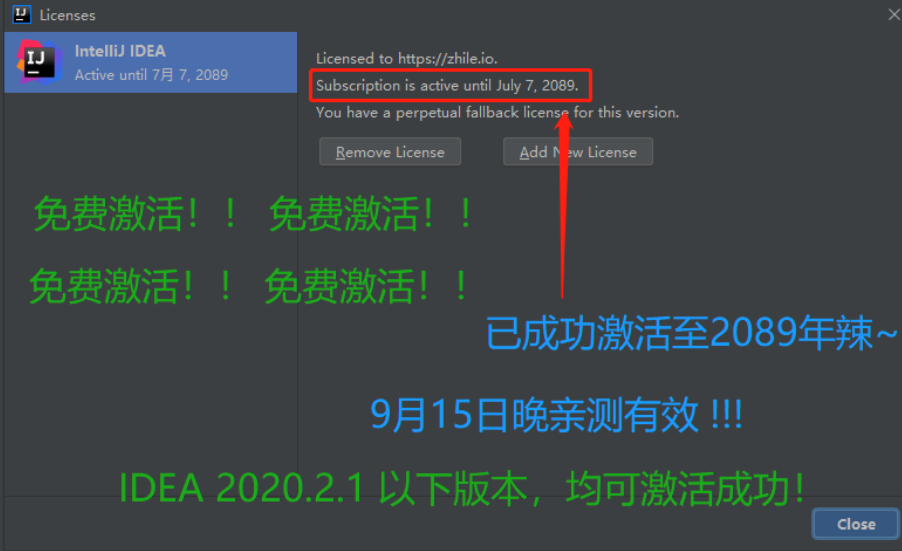 Licenses
IntelliJ IDEA
Active until 7月 7, 2089
Licensed to https://zhile.io.
Subscription is active until July 7, 2089.
You have a perpetual fallback license for this version.
Remove License
Add New License
免费激活！！ 免费激活！！
免费激活！！ 免费激活！！
已成功激活至2089年辣~
9月15日晚亲测有效 !!!
IDEA 2020.2.1 以下版本，均可激活成功！
Close